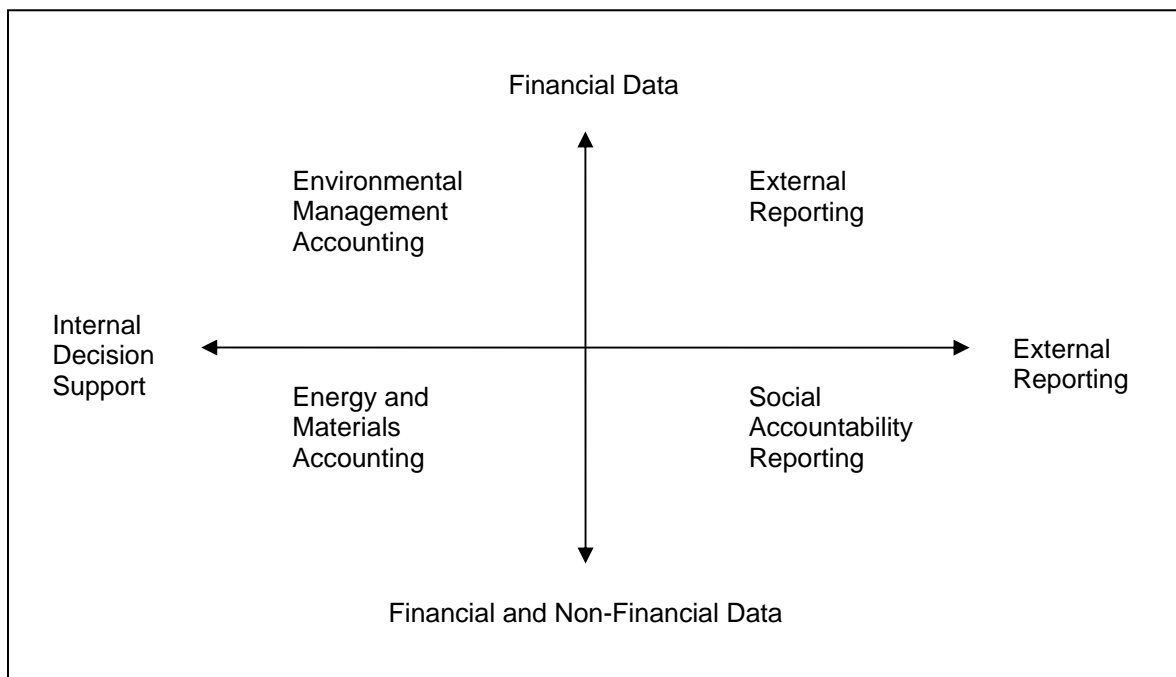 Financial Data
Environmental
Management
Accounting
External
Reporting
Internal
Decision
Support
External
Reporting
Energy and
Materials
Accounting
Social
Accountability
Reporting
Financial and Non-Financial Data